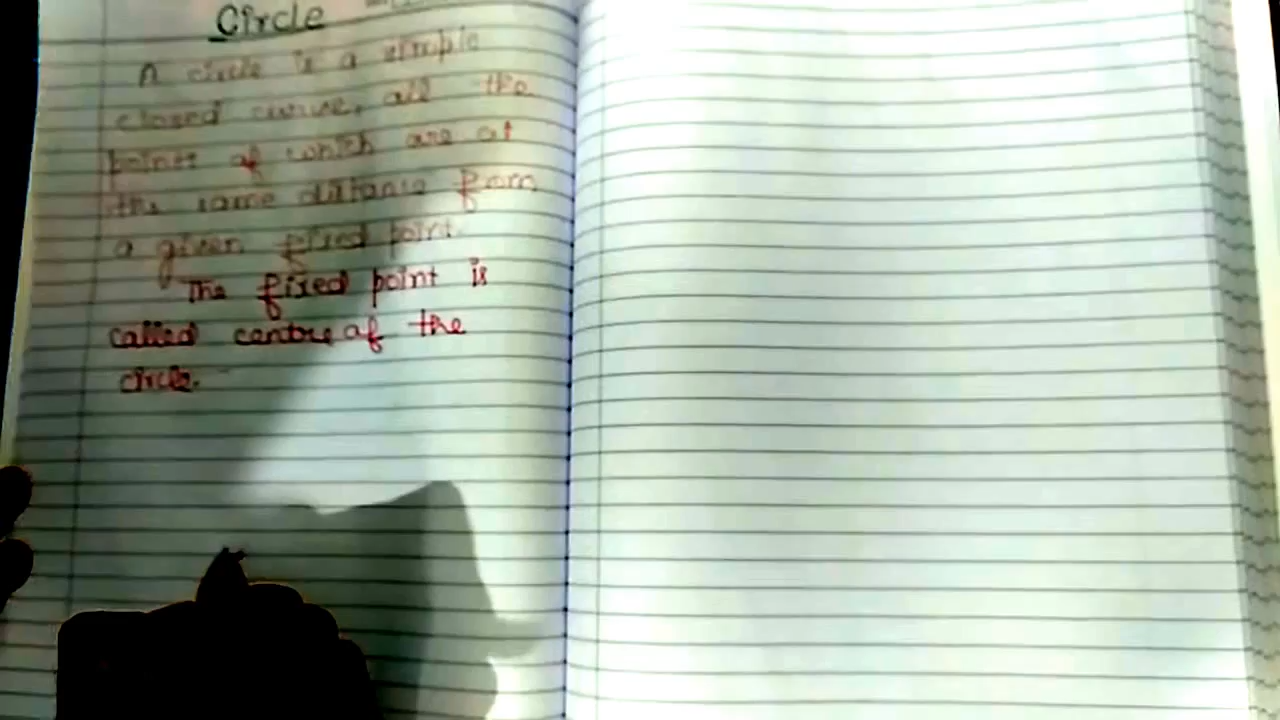 Circle
A circle is a simple
closed curve, all the
points of which are at
the same distance from
a given fixed point.
The fixed point is
called centre of the
circle.